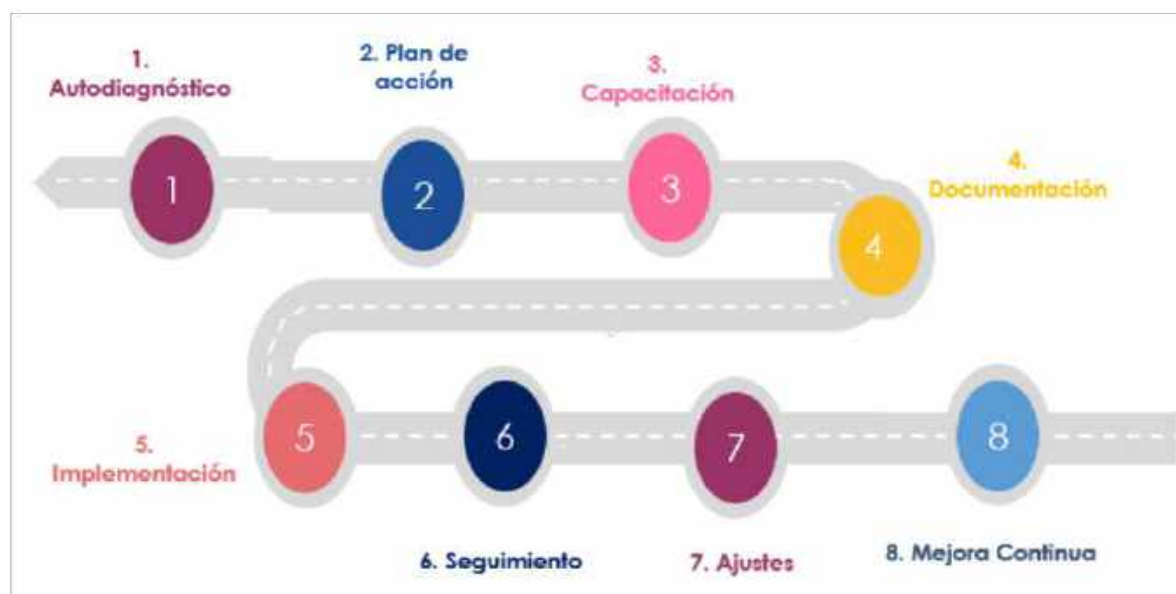 1.
Autodiagnóstico
2. Plan de
acción
3.
Capacitación
4.
Documentación
1
2
3
4
5.
Implementación
5
6
7
8
6. Seguimiento
7. Ajustes
8. Mejora Continua